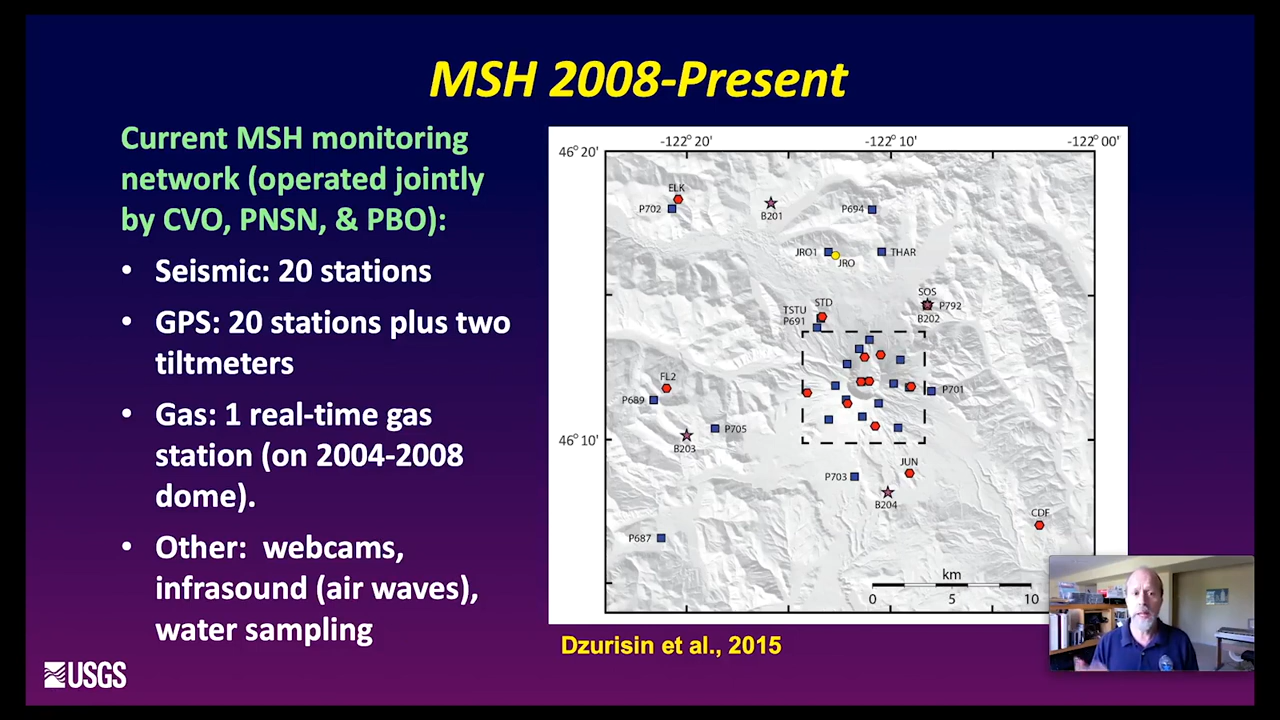 MSH 2008-Present
Current MSH monitoring
network (operated jointly
by CVO, PNSN, & PBO):
• Seismic: 20 stations
• GPS: 20 stations plus two
tiltmeters
• Gas: 1 real-time gas
station (on 2004-2008
dome).
• Other: webcams,
infrasound (air waves),
water sampling
USGS
-122° 20'
-122° 10'
-122° 00'
46° 20'
46° 10'
ELK
P702
B201
P694
JRO1
JRO
THAR
SOS
P792
B202
STD
TSTU
P691
FL2
P689
P705
B203
P701
JUN
P703
B204
CDF
P687
km
0 5 10
Dzurisin et al., 2015